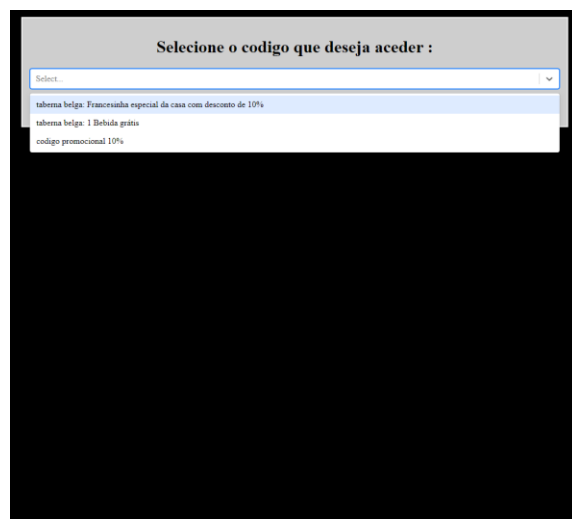 Selecione o codigo que deseja aceder :
Select...
taberna belga: Francesinha especial da casa com desconto de 10%
taberna belga: 1 Bebida grátis
codigo promocional 10%